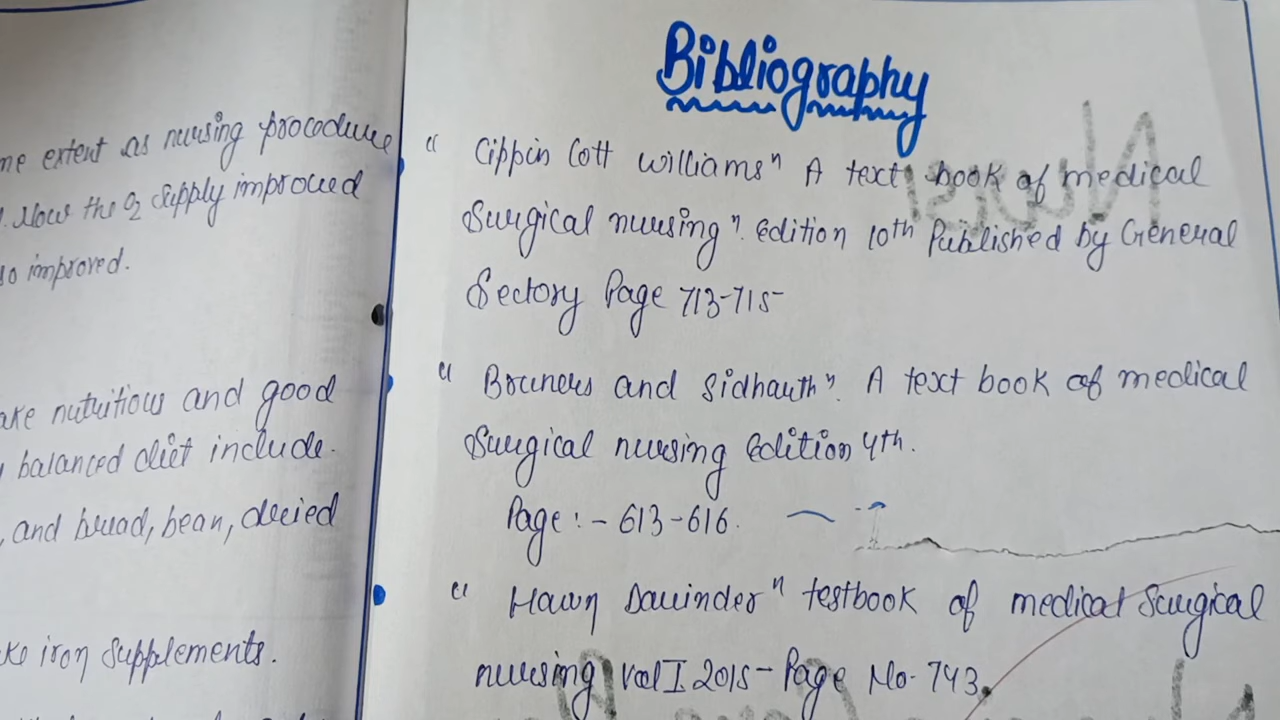 me extent as nursing procedure
. Now the O2 Supply improved
so improved.
ake nutritious and good
balanced diet include.
, and bread, bean, dried
ke iron Supplements.
Bibliography
“ Cippin Cott Williams" A text book of medical
Surgical nursing". Edition 10th Published by General
Sectory Page 713-715
“ Bruners and Sidharth". A text book of medical
Surgical nursing Edition 4th.
Page :- 613-616.
“ Hawn Davinder" testbook of medical Surgical
nursing Vol I 2015- Page No- 743.